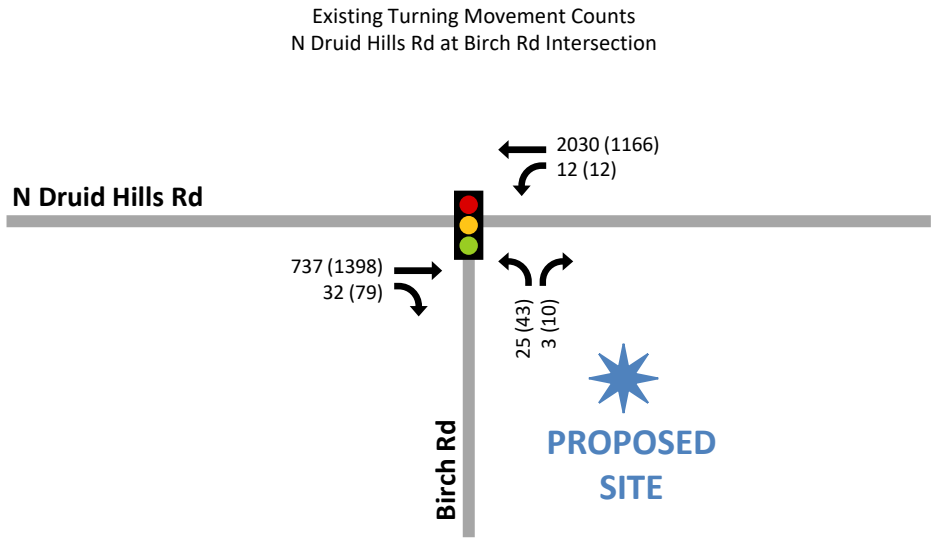 Existing Turning Movement Counts
N Druid Hills Rd at Birch Rd Intersection
2030 (1166)
12 (12)
N Druid Hills Rd
737 (1398)
32 (79)
25 (43)
3 (10)
Birch Rd
PROPOSED
SITE